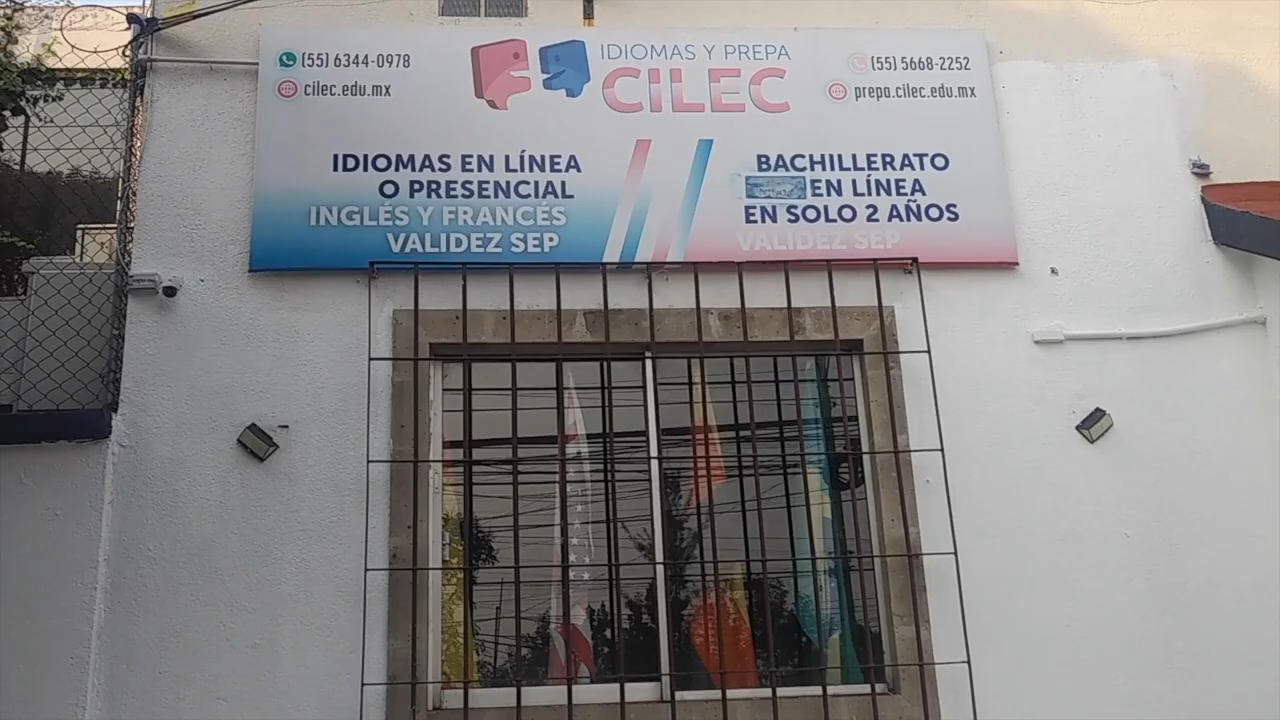 (55) 6344-0978
cilec.edu.mx
IDIOMAS Y PREPA
CILEC
(55) 5668-2252
prepa.cilec.edu.mx
IDIOMAS EN LÍNEA
O PRESENCIAL
INGLÉS Y FRANCÉS
VALIDEZ SEP
BACHILLERATO
EN LÍNEA
EN SOLO 2 AÑOS
VALIDEZ SEP